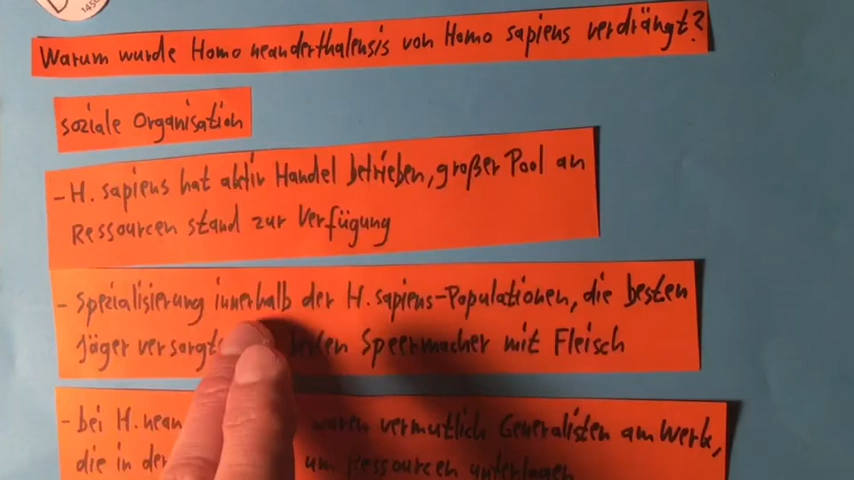 145
Warum wurde Homo neanderthalensis von Homo sapiens verdrängt?
soziale Organisation
- H. sapiens hat aktiv Handel betrieben, großer Pool an
Ressourcen stand zur Verfügung
- Spezialisierung innerhalb der H. sapiens-Populationen, die besten
Jäger versorgt besten Speermacher mit Fleisch
- bei H. nean waren vermutlich Generalisten am Werk,
die in der um Ressourcen unterlagen